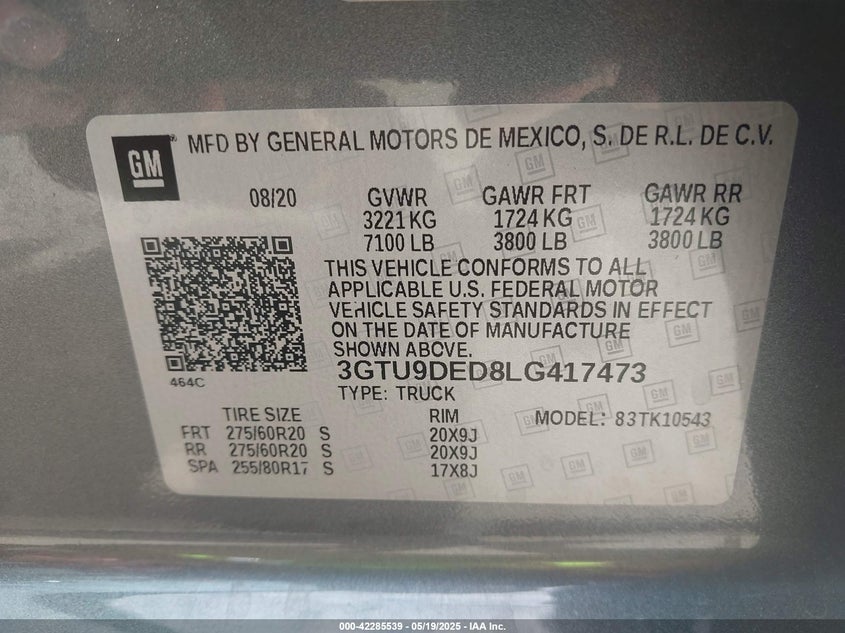 GM MFD BY GENERAL MOTORS DE MEXICO, S. DE R.L. DE C.V.
08/20 GVWR GAWR FRT GAWR RR
3221 KG 1724 KG 1724 KG
7100 LB 3800 LB 3800 LB
THIS VEHICLE CONFORMS TO ALL
APPLICABLE U.S. FEDERAL MOTOR
VEHICLE SAFETY STANDARDS IN EFFECT
ON THE DATE OF MANUFACTURE
SHOWN ABOVE.
3GTU9DED8LG417473
464C
TYPE: TRUCK
TIRE SIZE RIM MODEL: 83TK10543
FRT 275/60R20 S 20X9J
RR 275/60R20 S 20X9J
SPA 255/80R17 S 17X8J
000-42285539 - 05/19/2025 - IAA Inc.